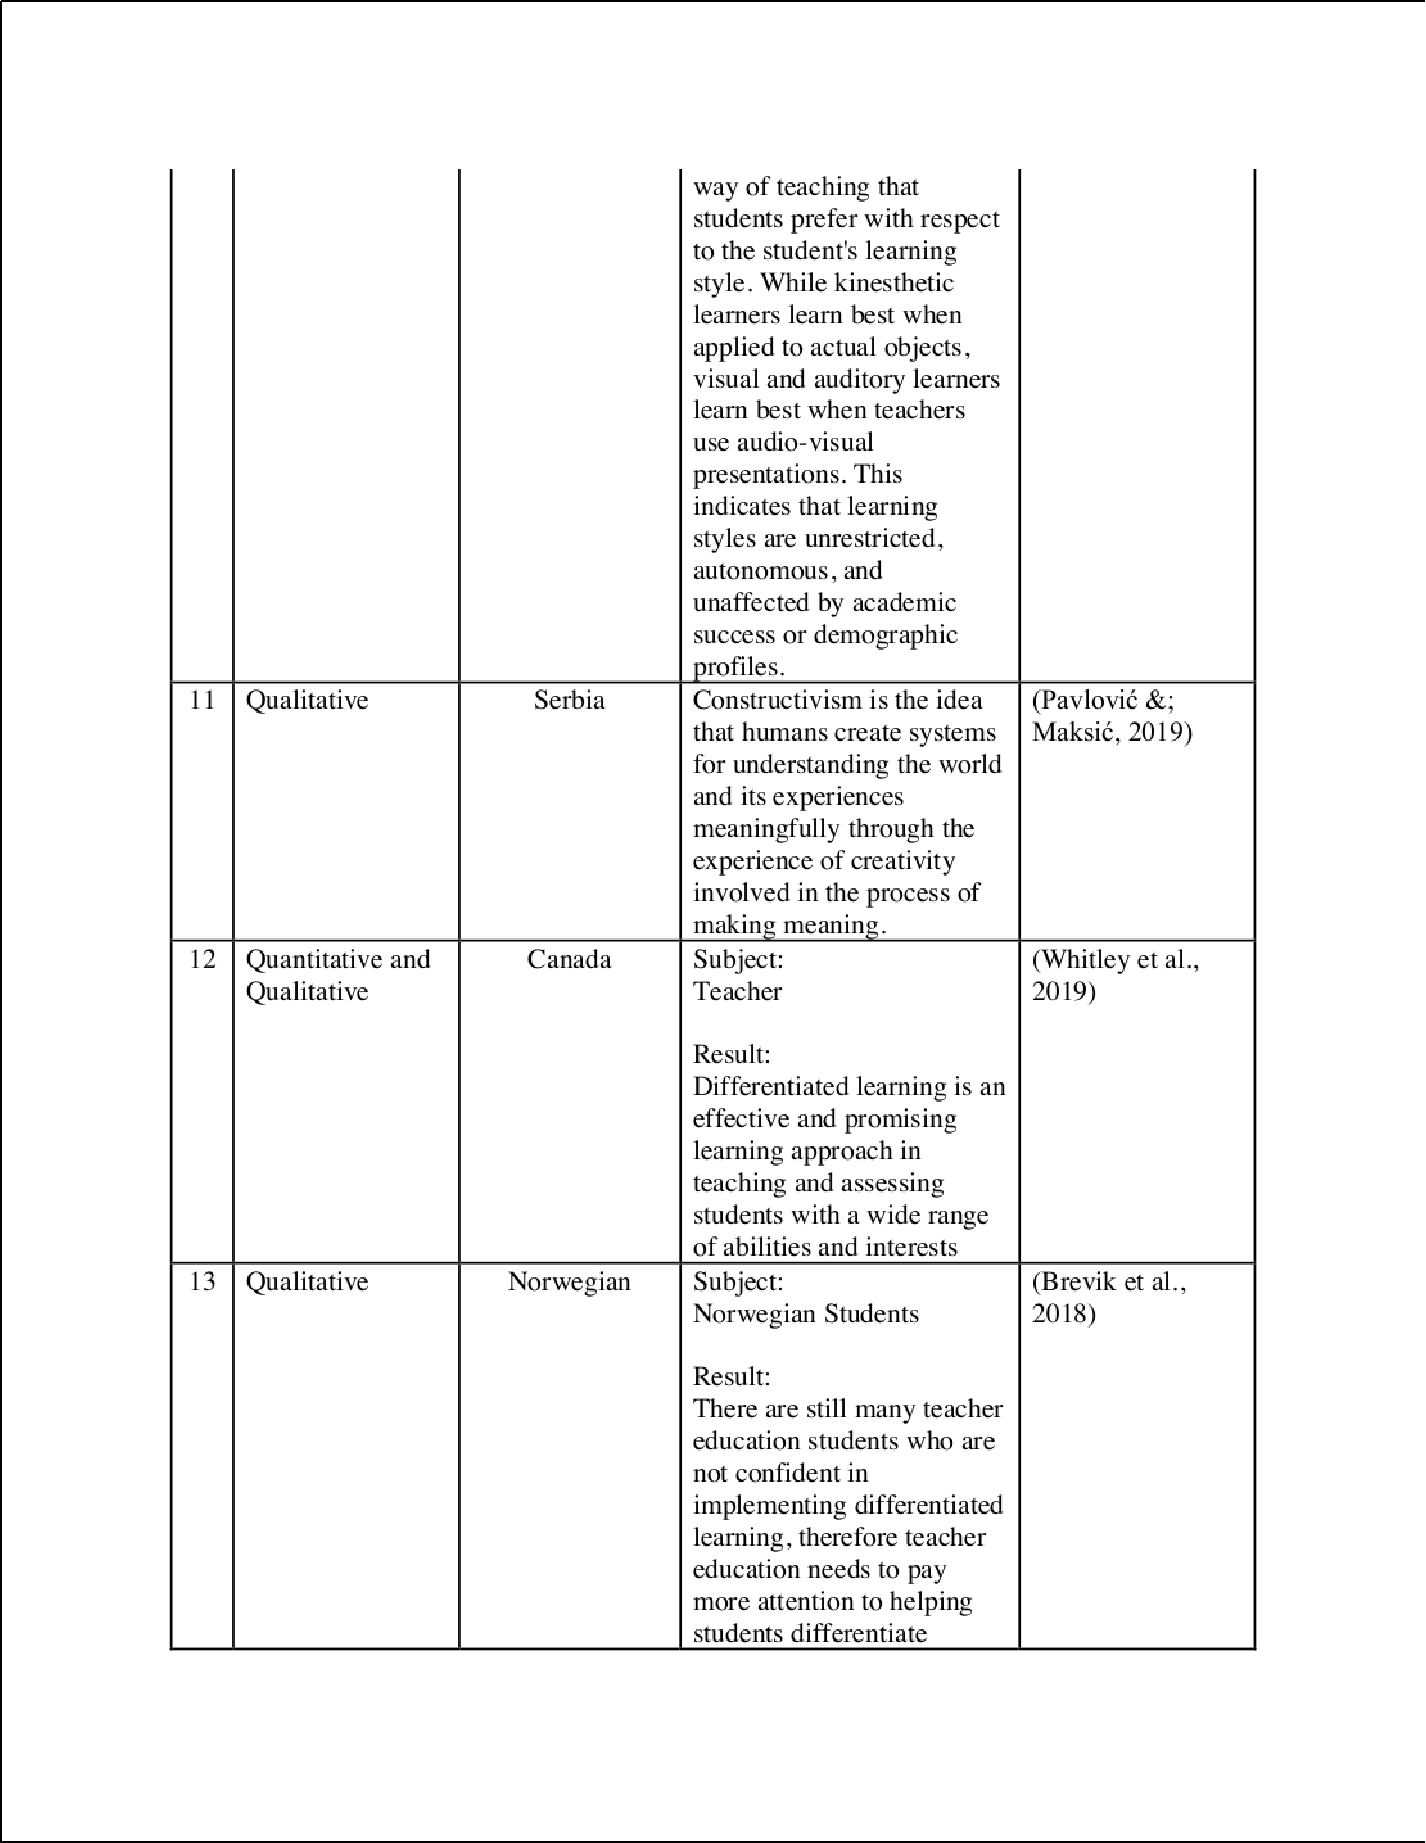 way of teaching that
students prefer with respect
to the student's learning
style. While kinesthetic
learners learn best when
applied to actual objects,
visual and auditory learners
learn best when teachers
use audio-visual
presentations. This
indicates that learning
styles are unrestricted,
autonomous, and
unaffected by academic
success or demographic
profiles.
11 Qualitative Serbia Constructivism is the idea (Pavlović &;
that humans create systems Maksić, 2019)
for understanding the world
and its experiences
meaningfully through the
experience of creativity
involved in the process of
making meaning.
12 Quantitative and Canada Subject: (Whitley et al.,
Qualitative Teacher 2019)
Result:
Differentiated learning is an
effective and promising
learning approach in
teaching and assessing
students with a wide range
of abilities and interests
13 Qualitative Norwegian Subject: (Brevik et al.,
Norwegian Students 2018)
Result:
There are still many teacher
education students who are
not confident in
implementing differentiated
learning, therefore teacher
education needs to pay
more attention to helping
students differentiate